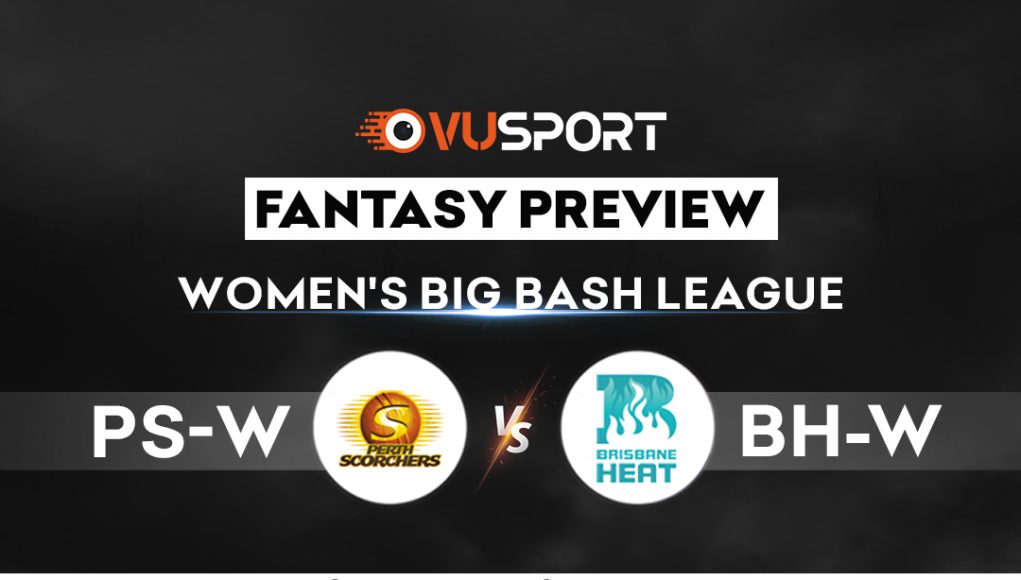 VUSPORT
FANTASY PREVIEW
WOMEN'S BIG BASH LEAGUE
PS-W
S
PERTH
SCORCHERS
VS
B
BRISBANE
HEAT
BH-W